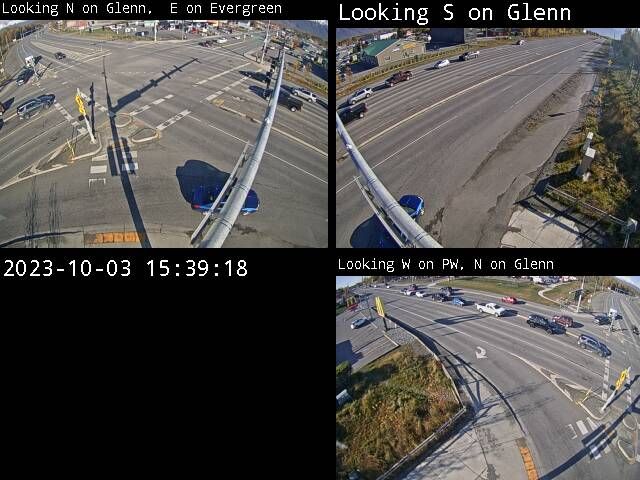 Looking N on Glenn, E on Evergreen
Looking S on Glenn
2023-10-03 15:39:18
Looking W on PW, N on Glenn